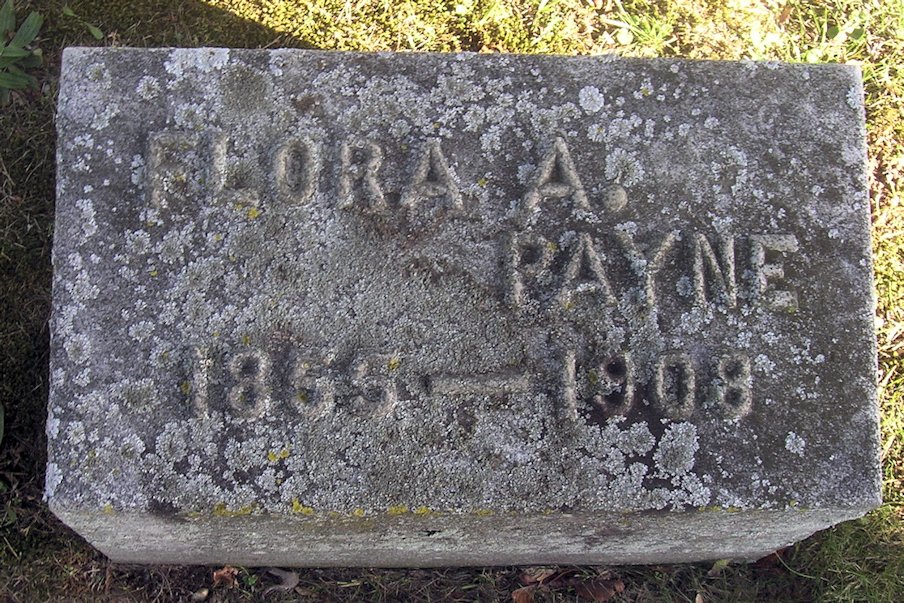 FLORA A.
PAYNE
1865 — 1908